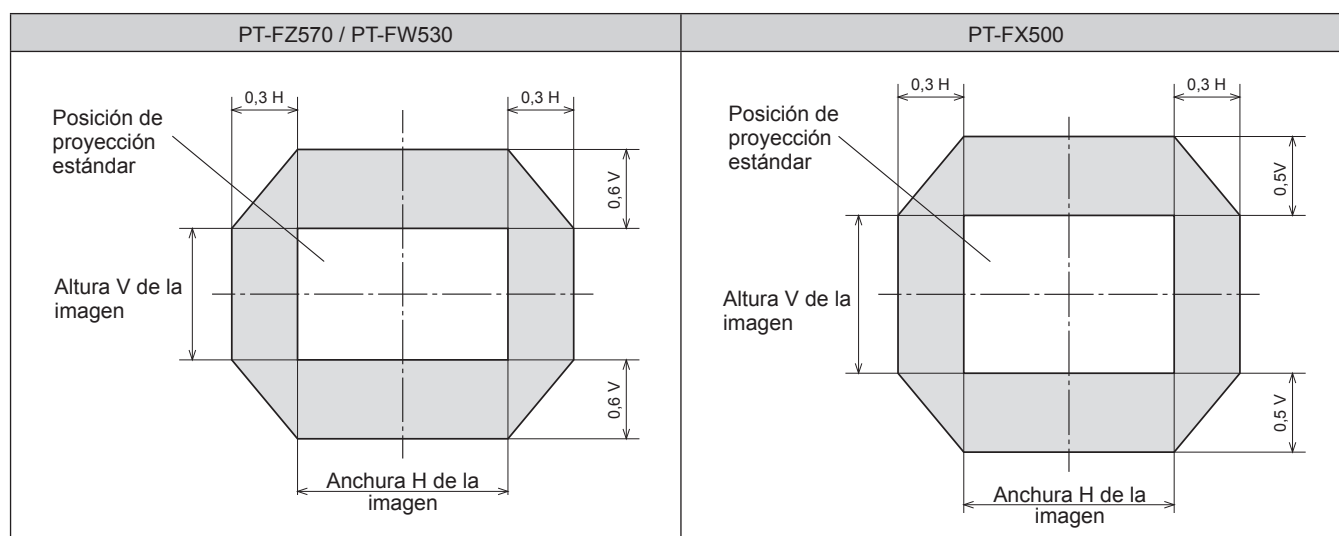 PT-FZ570 / PT-FW530
0,3 H
0,3 H
Posición de
proyección
estándar
0,6 V
Altura V de la
imagen
0,6 V
Anchura H de la
imagen
PT-FX500
0,3 H
0,3 H
Posición de
proyección
estándar
0,5V
Altura V de la
imagen
0,5 V
Anchura H de la
imagen